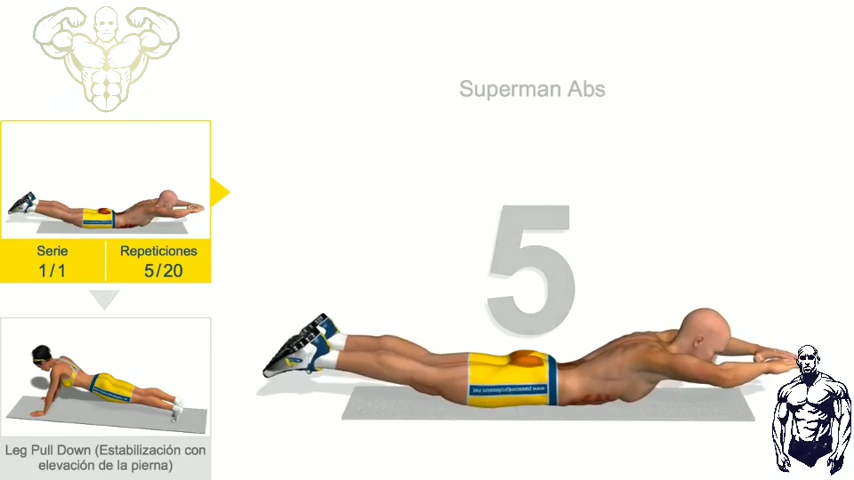 Superman Abs
Serie
Repeticiones
1/1
5/20
5
Leg Pull Down (Estabilización con
elevación de la pierna)